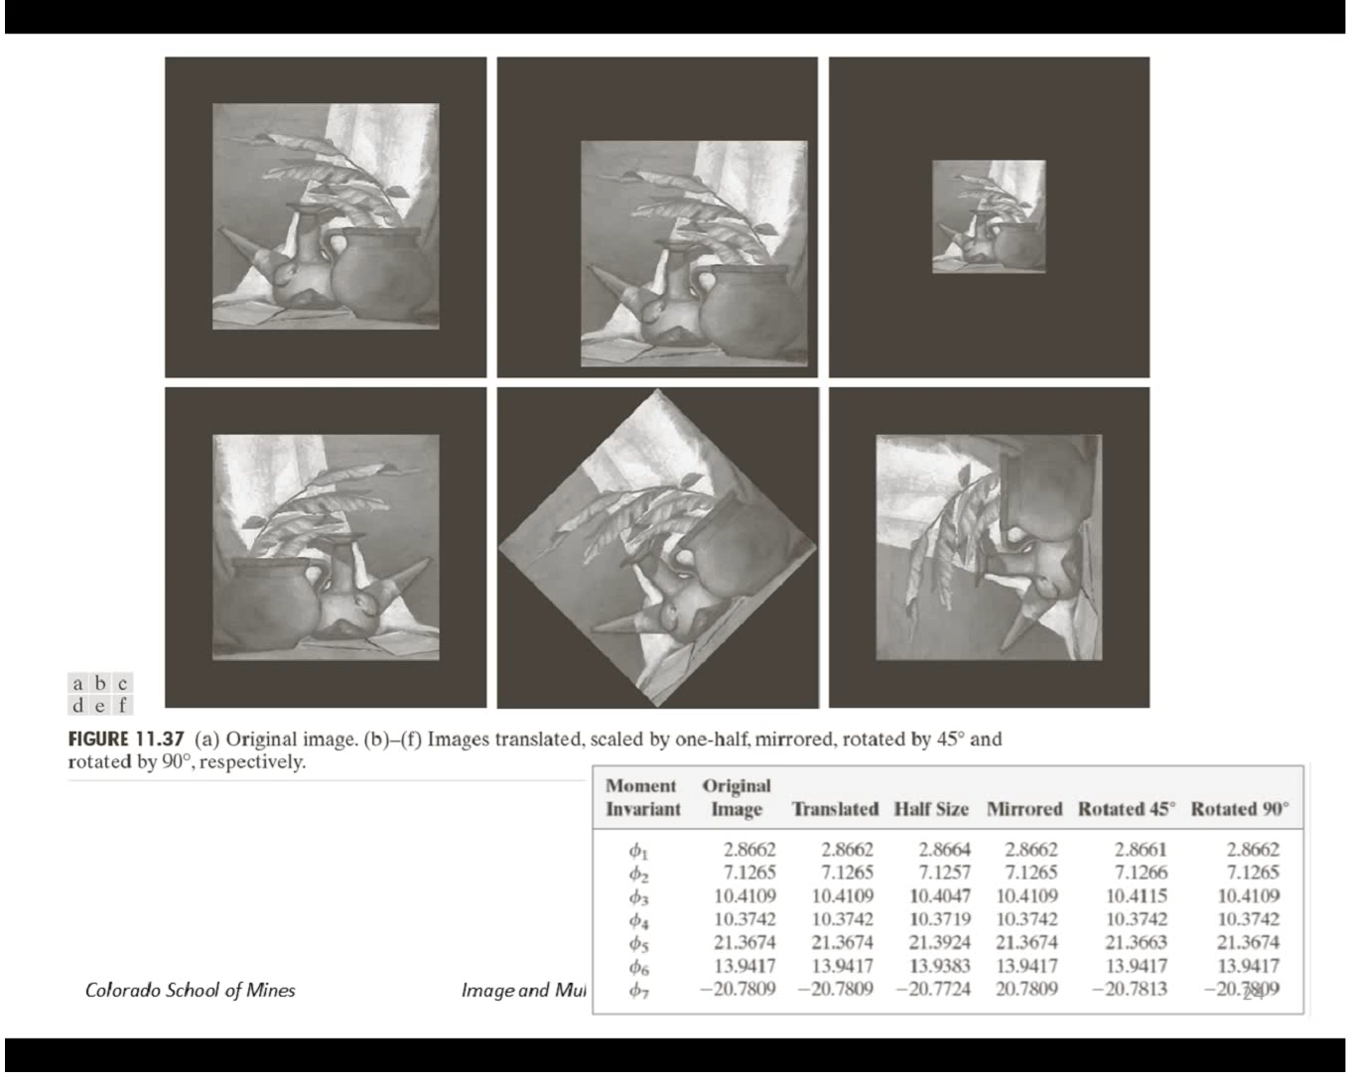 a b c
d e f
FIGURE 11.37 (a) Original image. (b)–(f) Images translated, scaled by one-half, mirrored, rotated by 45° and
rotated by 90°, respectively.
Moment Original
Invariant Image Translated Half Size Mirrored Rotated 45° Rotated 90°
ϕ1 2.8662 2.8662 2.8664 2.8662 2.8661 2.8662
ϕ2 7.1265 7.1265 7.1257 7.1265 7.1266 7.1265
ϕ3 10.4109 10.4109 10.4047 10.4109 10.4115 10.4109
ϕ4 10.3742 10.3742 10.3719 10.3742 10.3742 10.3742
ϕ5 21.3674 21.3674 21.3924 21.3674 21.3663 21.3674
ϕ6 13.9417 13.9417 13.9383 13.9417 13.9417 13.9417
ϕ7 −20.7809 −20.7809 −20.7724 20.7809 −20.7813 −20.7809
Colorado School of Mines
Image and Mul
24